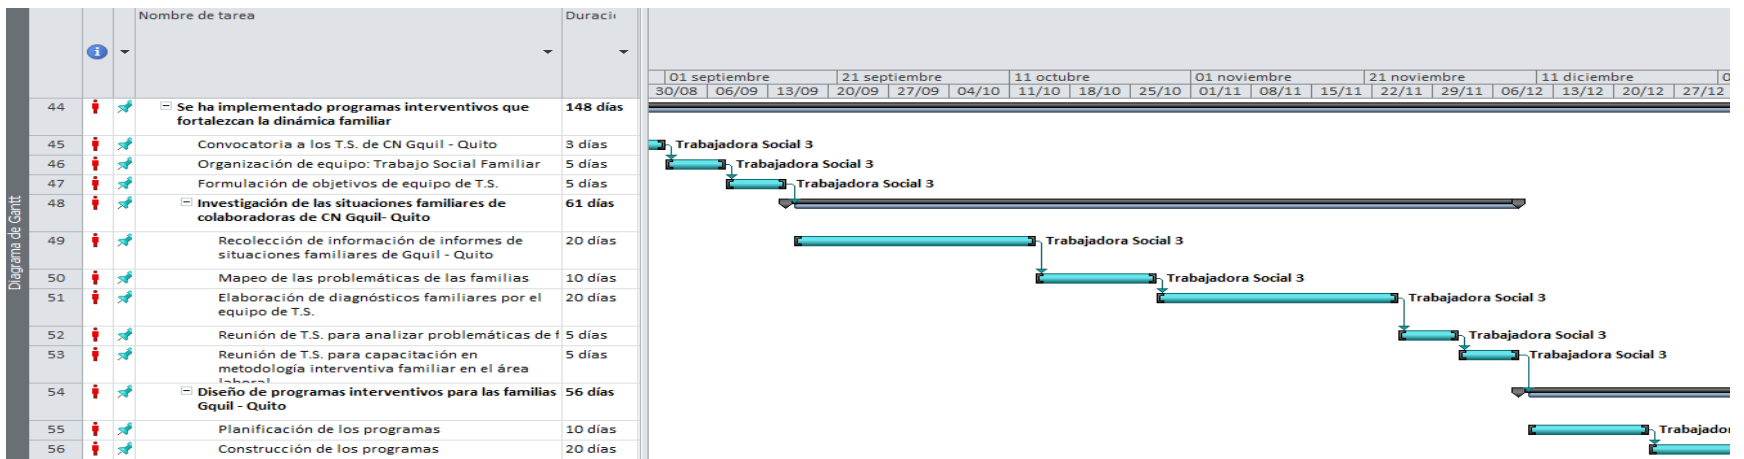 Nombre de tarea
Duració
01 septiembre 21 septiembre 11 octubre 01 noviembre 21 noviembre 11 diciembre 0
30/08 06/09 13/09 20/09 27/09 04/10 11/10 18/10 25/10 01/11 08/11 15/11 22/11 29/11 06/12 13/12 20/12 27/12
Diagrama de Gantt
44 Se ha implementado programas interventivos que 148 días
fortalezcan la dinámica familiar
45 Convocatoria a los T.S. de CN Gquil - Quito 3 días Trabajadora Social 3
46 Organización de equipo: Trabajo Social Familiar 5 días Trabajadora Social 3
47 Formulación de objetivos de equipo de T.S. 5 días Trabajadora Social 3
48 Investigación de las situaciones familiares de 61 días
colaboradoras de CN Gquil- Quito
49 Recolección de información de informes de 20 días Trabajadora Social 3
situaciones familiares de Gquil - Quito
50 Mapeo de las problemáticas de las familias 10 días Trabajadora Social 3
51 Elaboración de diagnósticos familiares por el 20 días Trabajadora Social 3
equipo de T.S.
52 Reunión de T.S. para analizar problemáticas de f 5 días Trabajadora Social 3
53 Reunión de T.S. para capacitación en 5 días Trabajadora Social 3
metodología interventiva familiar en el área
laboral
54 Diseño de programas interventivos para las familias 56 días
Gquil - Quito
55 Planificación de los programas 10 días Trabajado
56 Construcción de los programas 20 días